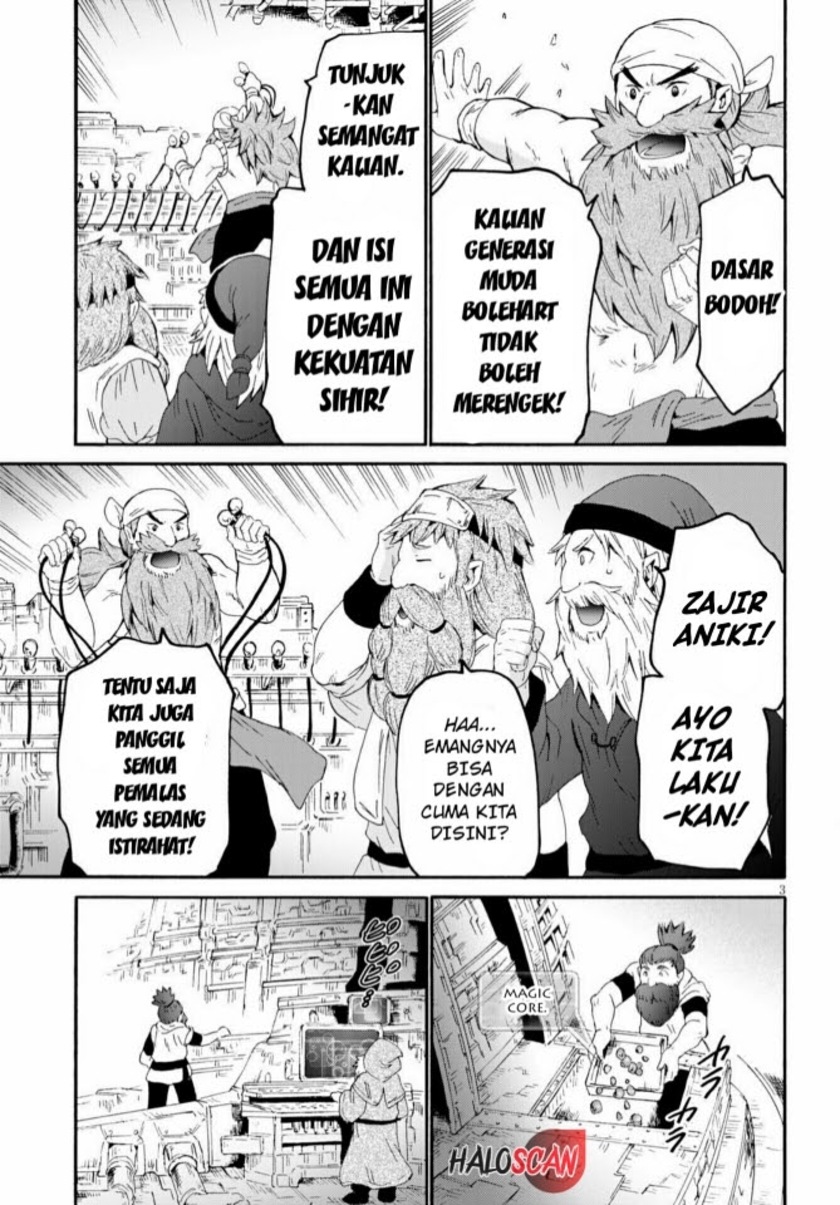 DASAR
BODOH!
KALIAN
GENERASI
MUDA
BOLEHART
TIDAK
BOLEH
MERENGEK!
TUNJUK
-KAN
SEMANGAT
KALIAN.
DAN ISI
SEMUA INI
DENGAN
KEKUATAN
SIHIR!
ZAJIR
ANIKI!
AYO
KITA
LAKU
-KAN!
HAA...
EMANGNYA
BISA
DENGAN
CUMA KITA
DISINI?
TENTU SAJA
KITA JUGA
PANGGIL
SEMUA
PEMALAS
YANG SEDANG
ISTIRAHAT!
3
MAGIC
CORE.
HALOSCAN